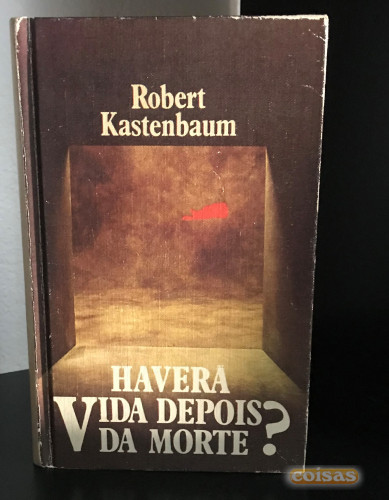 Robert
Kastenbaum
HAVERÁ
VIDA DEPOIS
DA MORTE?
coisas